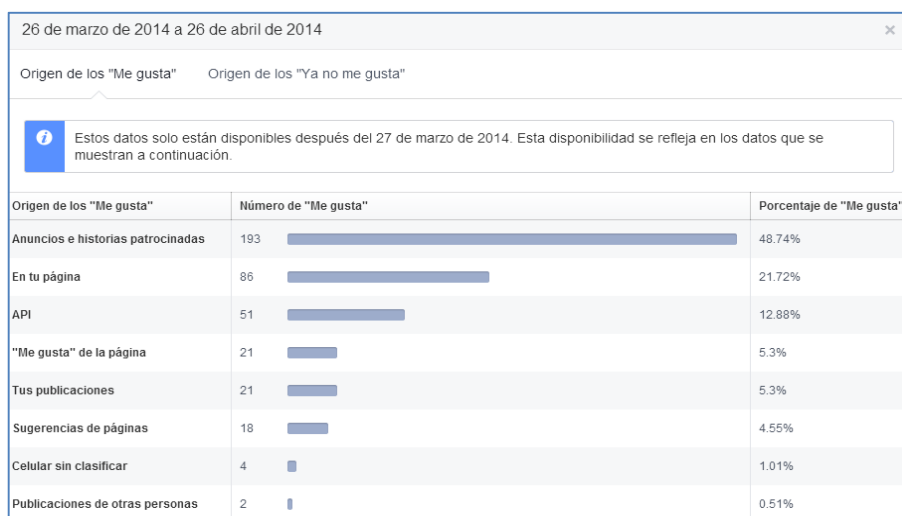 26 de marzo de 2014 a 26 de abril de 2014 ×
Origen de los "Me gusta" Origen de los "Ya no me gusta"
i Estos datos solo están disponibles después del 27 de marzo de 2014. Esta disponibilidad se refleja en los datos que se
muestran a continuación.
Origen de los "Me gusta" Número de "Me gusta" Porcentaje de "Me gusta"
Anuncios e historias patrocinadas 193 48.74%
En tu página 86 21.72%
API 51 12.88%
"Me gusta" de la página 21 5.3%
Tus publicaciones 21 5.3%
Sugerencias de páginas 18 4.55%
Celular sin clasificar 4 1.01%
Publicaciones de otras personas 2 0.51%